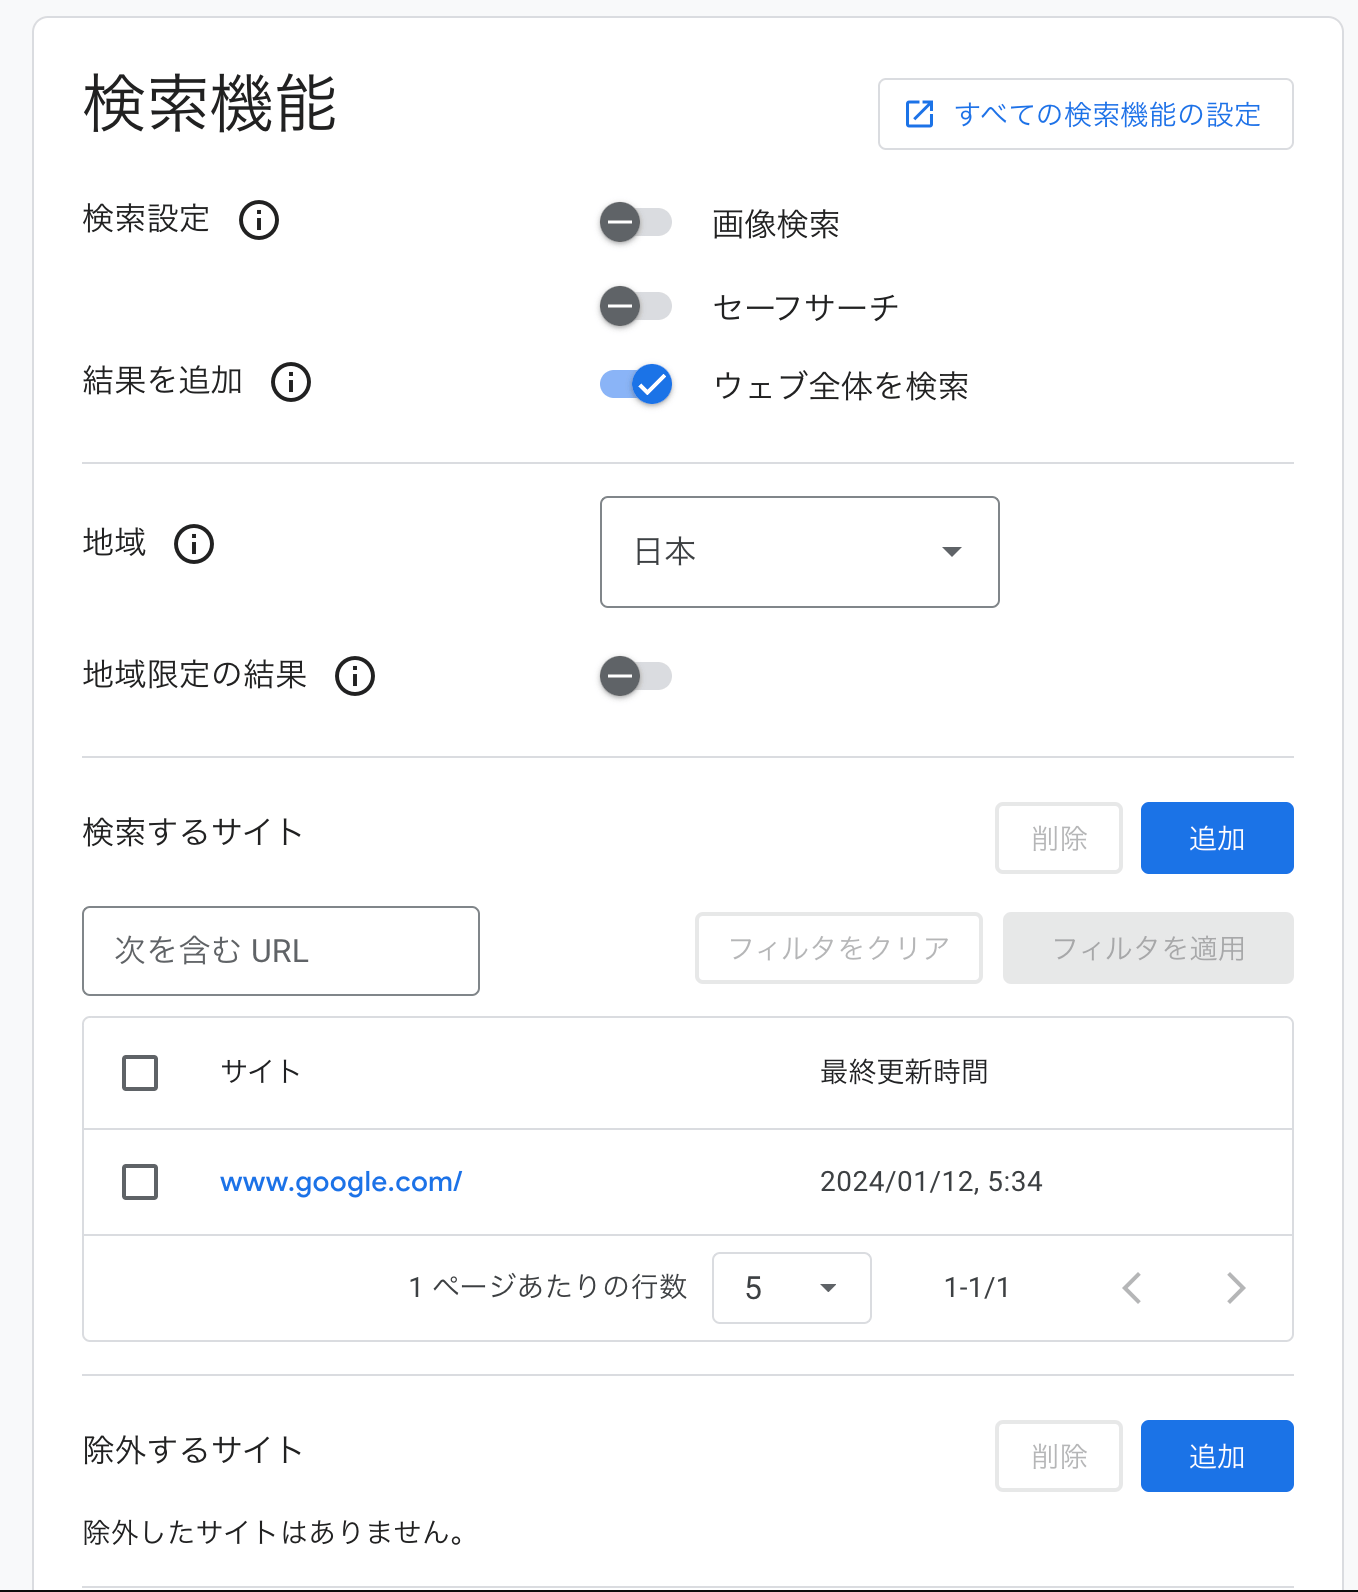 検索機能
すべての検索機能の設定
検索設定
画像検索
セーフサーチ
結果を追加
ウェブ全体を検索
地域
日本
地域限定の結果
検索するサイト
削除
追加
次を含む URL
フィルタをクリア
フィルタを適用
サイト
最終更新時間
www.google.com/
2024/01/12, 5:34
1 ページあたりの行数
5
1-1/1
除外するサイト
削除
追加
除外したサイトはありません。